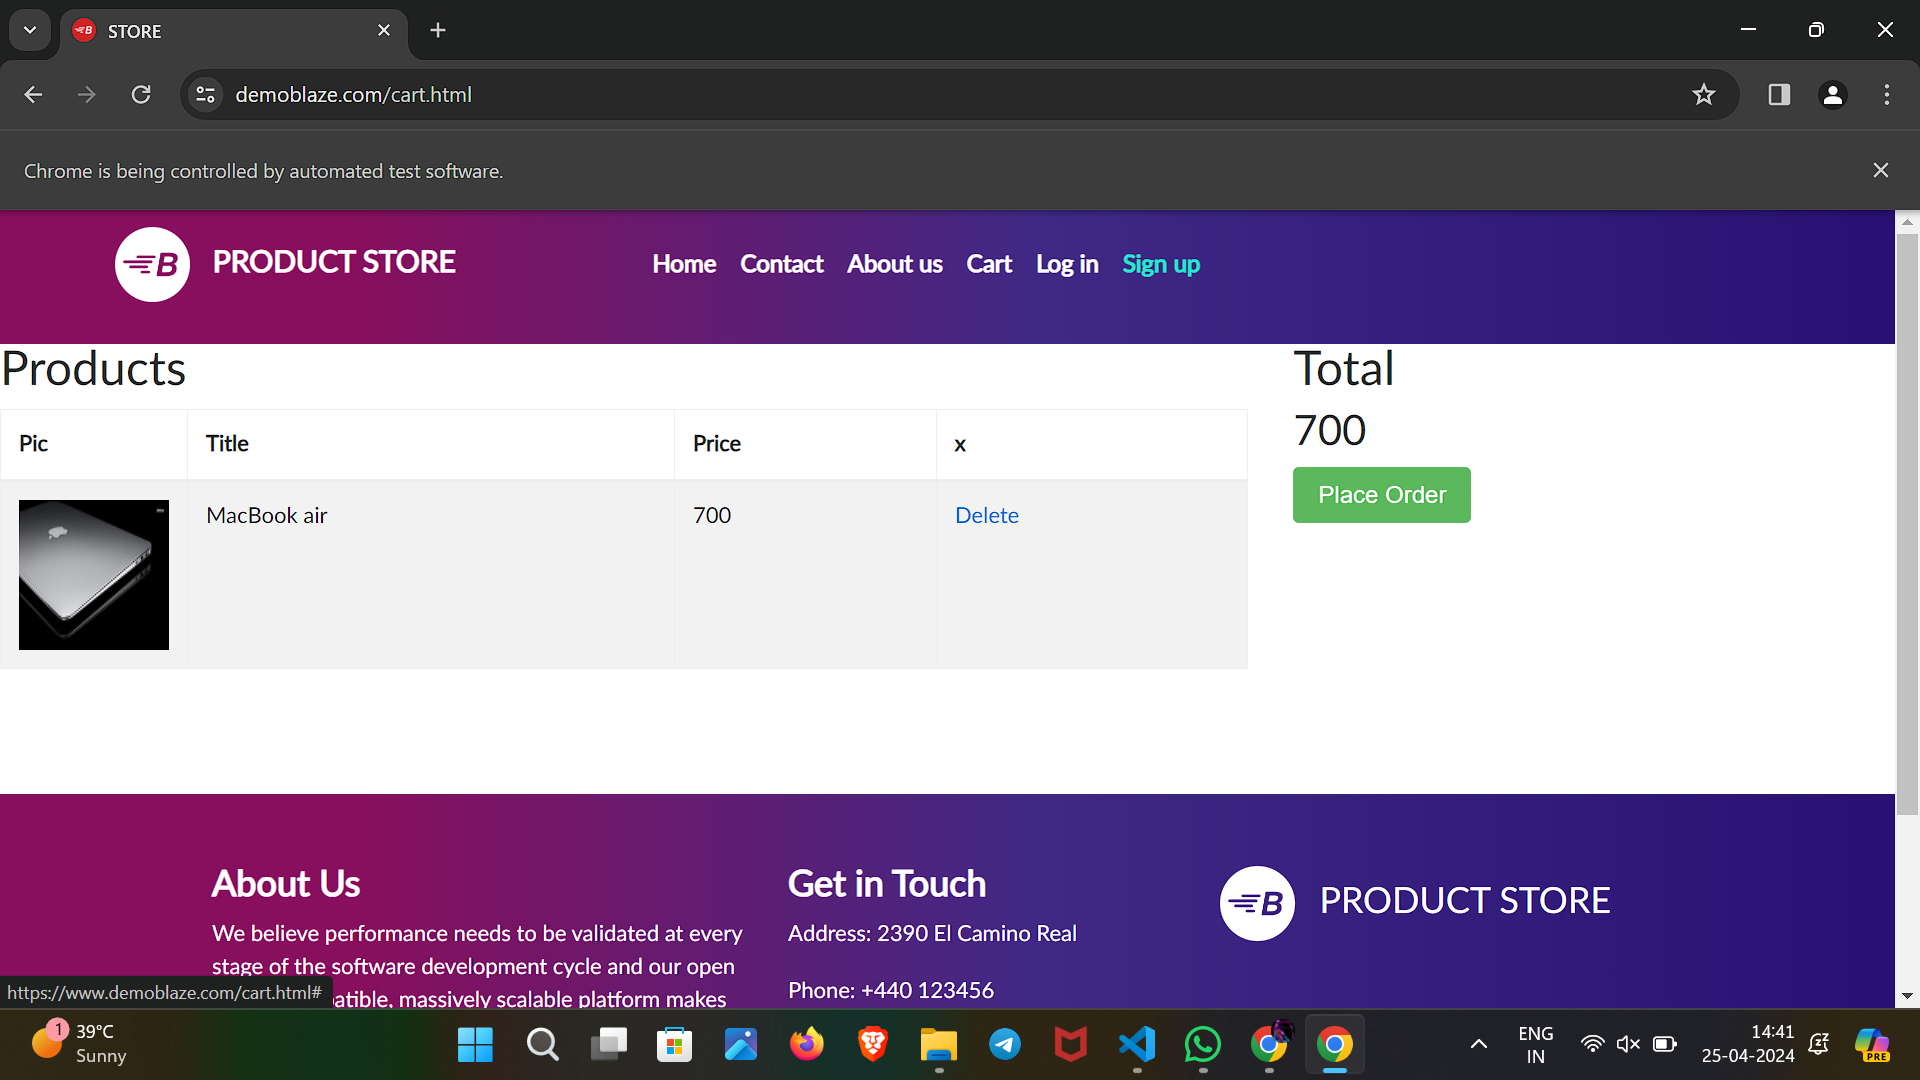 STORE
demoblaze.com/cart.html
Chrome is being controlled by automated test software.
B PRODUCT STORE Home Contact About us Cart Log in Sign up
Products Total
700
Pic Title Price x
Place Order
MacBook air 700 Delete
About Us Get in Touch B PRODUCT STORE
We believe performance needs to be validated at every Address: 2390 El Camino Real
stage of the software development cycle and our open
Phone: +440 123456
https://www.demoblaze.com/cart.html# atible, massively scalable platform makes
1 39°C
Sunny
ENG
IN
14:41
25-04-2024
PRE